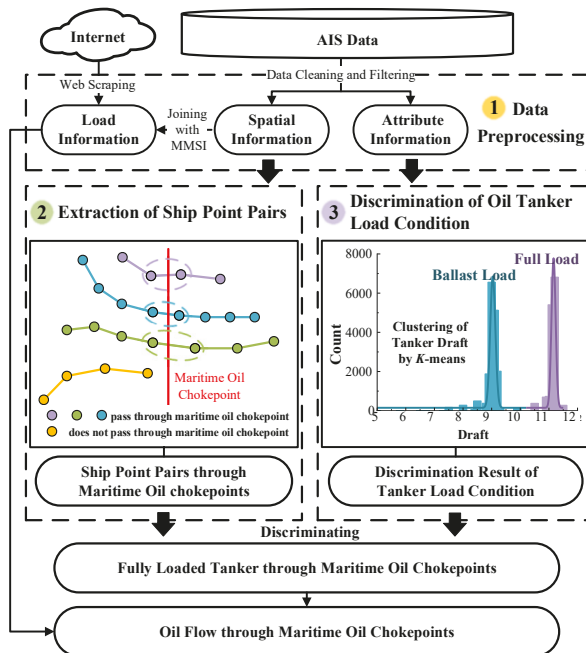 Internet
AIS Data
Web Scraping
Data Cleaning and Filtering
Load
Information
Joining
with
MMSI
Spatial
Information
Attribute
Information
1 Data
Preprocessing
2 Extraction of Ship Point Pairs
Maritime Oil
Chokepoint
pass through maritime oil chokepoint
does not pass through maritime oil chokepoint
Ship Point Pairs through
Maritime Oil chokepoints
3 Discrimination of Oil Tanker
Load Condition
8000
6000
4000
2000
0
Count
Full Load
Ballast Load
Clustering of
Tanker Draft
by K-means
5 6 7 8 9 10 11 12
Draft
Discrimination Result of
Tanker Load Condition
Discriminating
Fully Loaded Tanker through Maritime Oil Chokepoints
Oil Flow through Maritime Oil Chokepoints